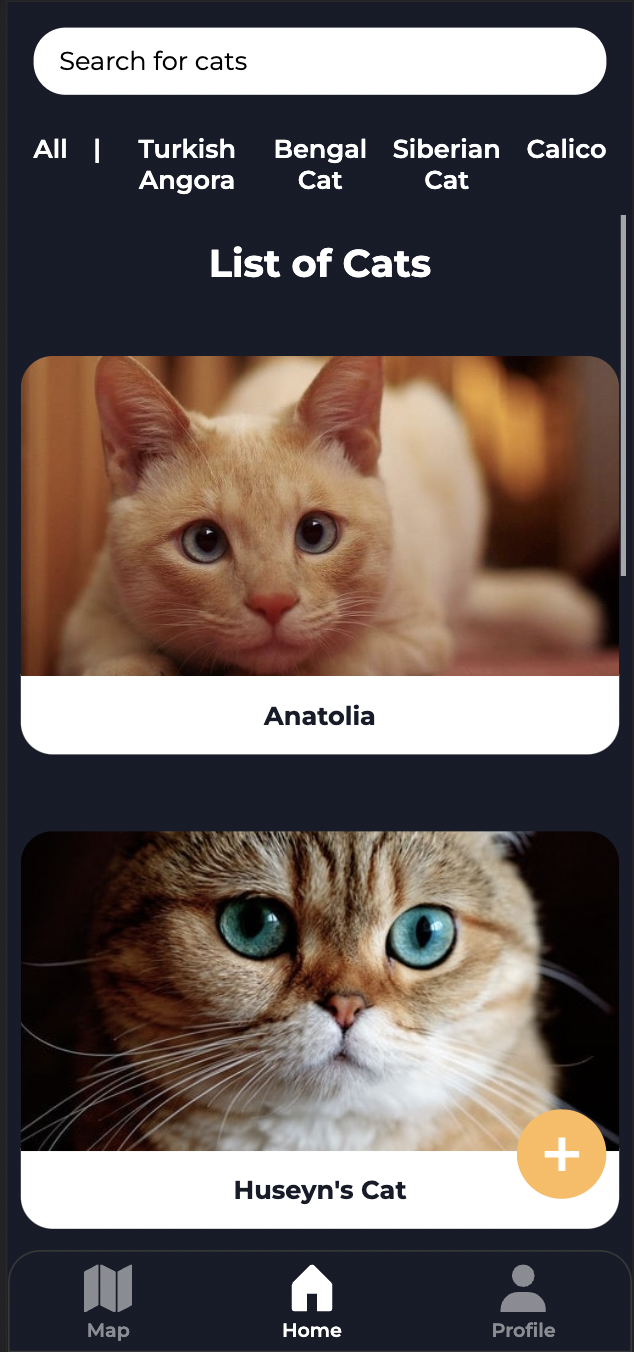 Search for cats
All | Turkish Bengal Siberian Calico
Angora Cat Cat
List of Cats
Anatolia
Huseyn's Cat
+
Map Home Profile